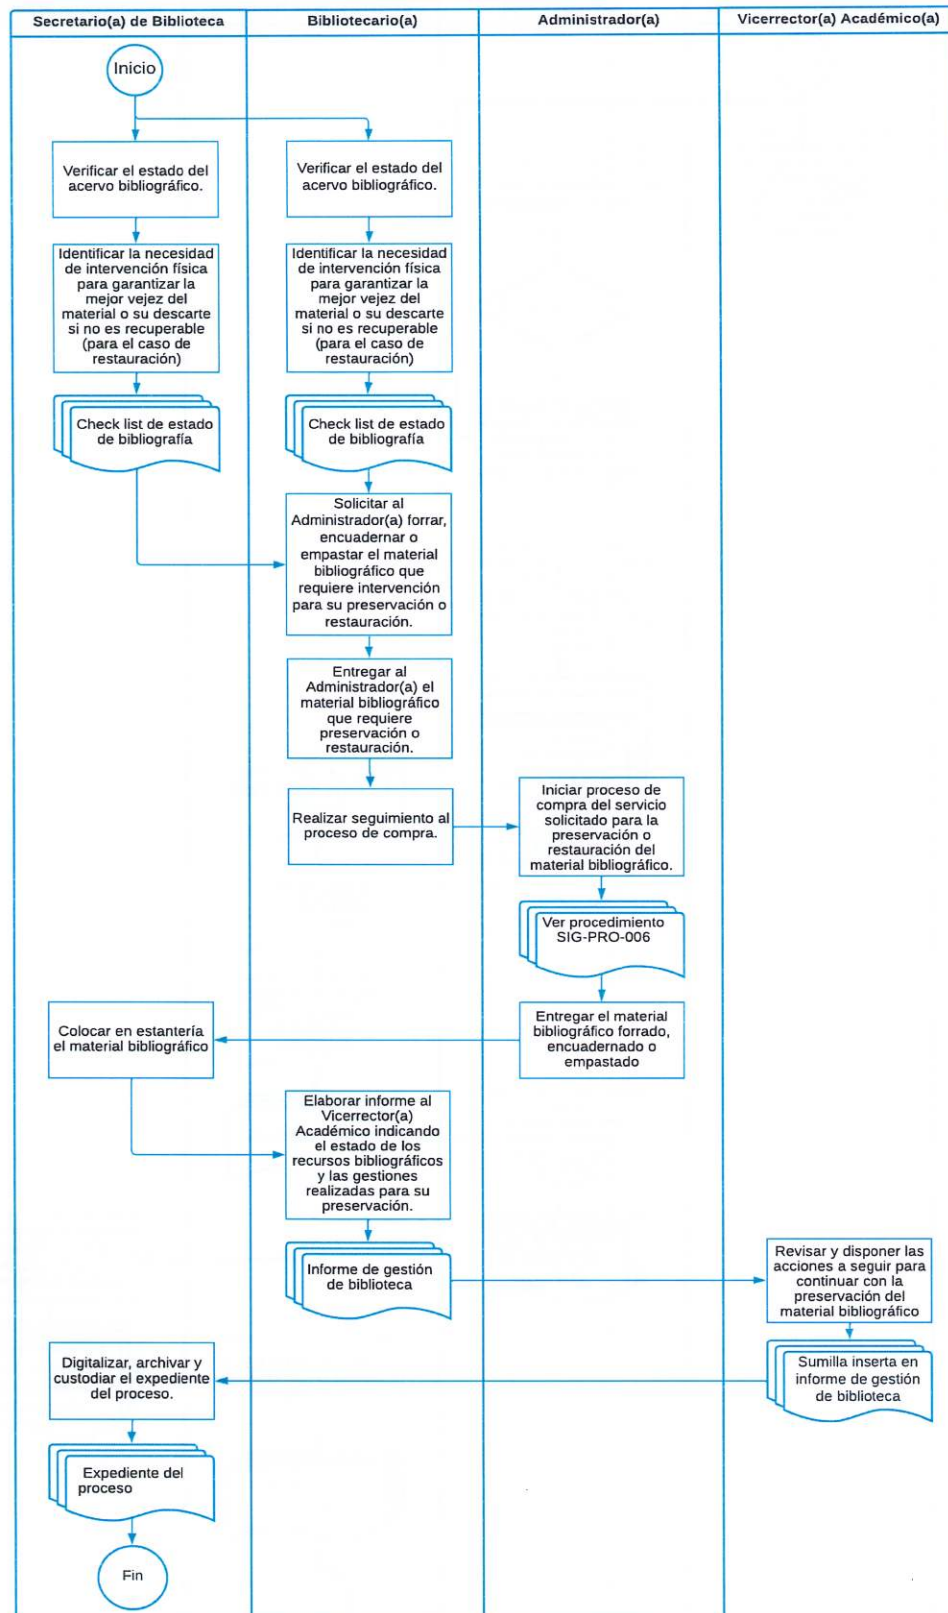 Secretario(a) de Biblioteca
Bibliotecario(a)
Administrador(a)
Vicerrector(a) Académico(a)
Inicio
Verificar el estado del
acervo bibliográfico.
Verificar el estado del
acervo bibliográfico.
Identificar la necesidad
de intervención física
para garantizar la
mejor vejez del
material o su descarte
si no es recuperable
(para el caso de
restauración)
Identificar la necesidad
de intervención física
para garantizar la
mejor vejez del
material o su descarte
si no es recuperable
(para el caso de
restauración)
Check list de estado
de bibliografía
Check list de estado
de bibliografía
Solicitar al
Administrador(a) forrar,
encuadernar o
empastar el material
bibliográfico que
requiere intervención
para su preservación o
restauración.
Entregar al
Administrador(a) el
material bibliográfico
que requiere
preservación o
restauración.
Realizar seguimiento al
proceso de compra.
Iniciar proceso de
compra del servicio
solicitado para la
preservación o
restauración del
material bibliográfico.
Ver procedimiento
SIG-PRO-006
Entregar el material
bibliográfico forrado,
encuadernado o
empastado
Colocar en estantería
el material bibliográfico
Elaborar informe al
Vicerrector(a)
Académico indicando
el estado de los
recursos bibliográficos
y las gestiones
realizadas para su
preservación.
Informe de gestión
de biblioteca
Revisar y disponer las
acciones a seguir para
continuar con la
preservación del
material bibliográfico
Sumilla inserta en
informe de gestión
de biblioteca
Digitalizar, archivar y
custodiar el expediente
del proceso.
Expediente del
proceso
Fin